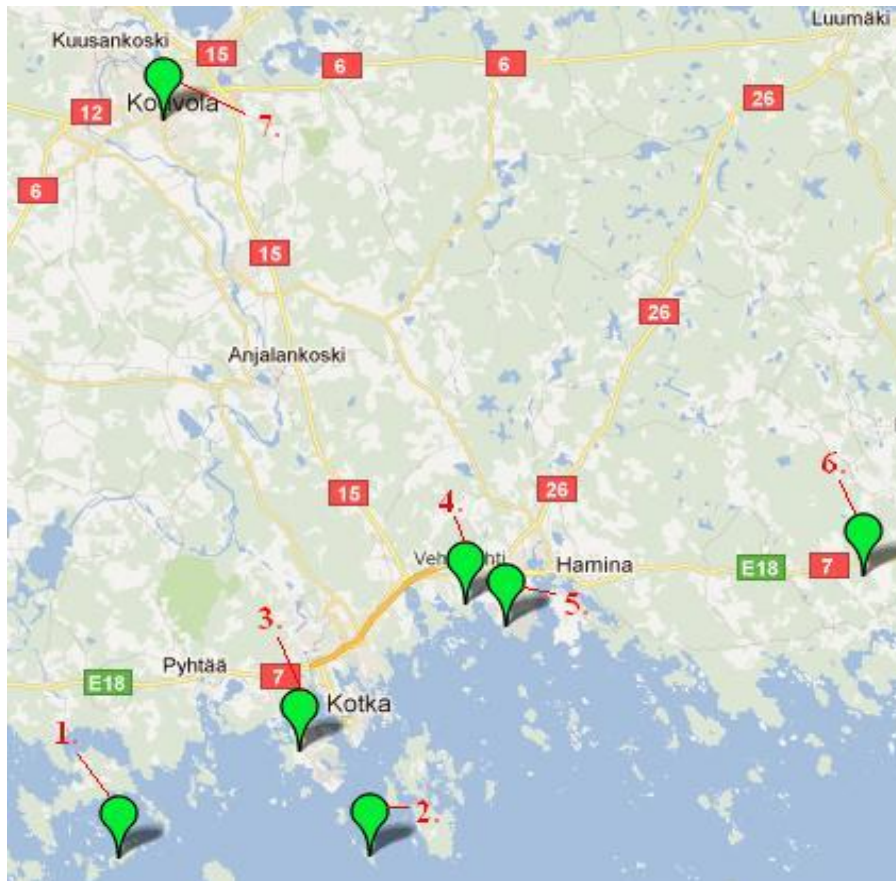 Luumäki
Kuusankoski
15
6
6
Kouvola
12
26
7.
6
15
26
Anjalankoski
6.
15
26
4.
Hamina
E18
7
5.
3.
Pyhtää
7
E18
Kotka
1.
2.